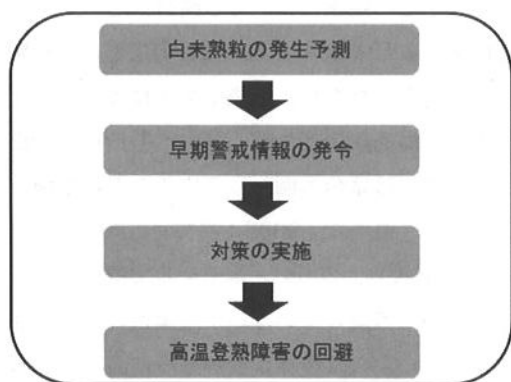 白未熟粒の発生予測
早期警戒情報の発令
対策の実施
高温登熟障害の回避